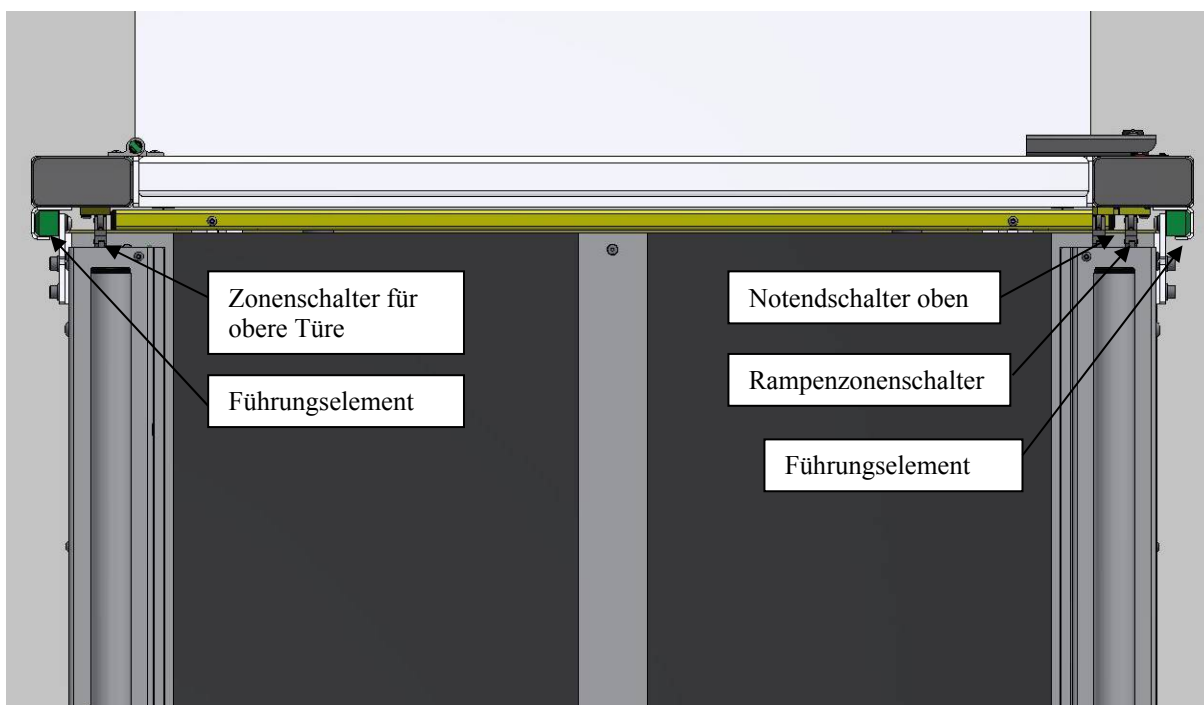 Zonenschalter für
obere Türe
Führungselement
Notendschalter oben
Rampenzonenschalter
Führungselement